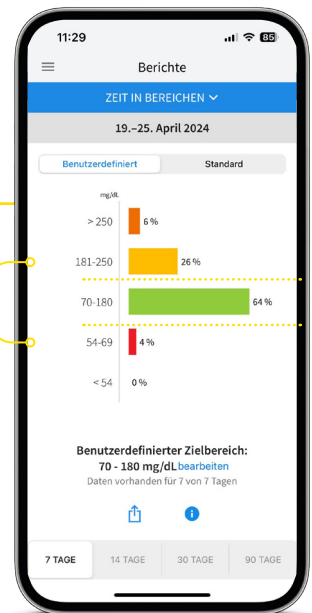 11:29
85
Berichte
ZEIT IN BEREICHEN
19.–25. April 2024
Benutzerdefiniert Standard
mg/dL
> 250 6 %
181-250 26 %
70-180 64 %
54-69 4 %
< 54 0 %
Benutzerdefinierter Zielbereich:
70 - 180 mg/dL bearbeiten
Daten vorhanden für 7 von 7 Tagen
7 TAGE 14 TAGE 30 TAGE 90 TAGE